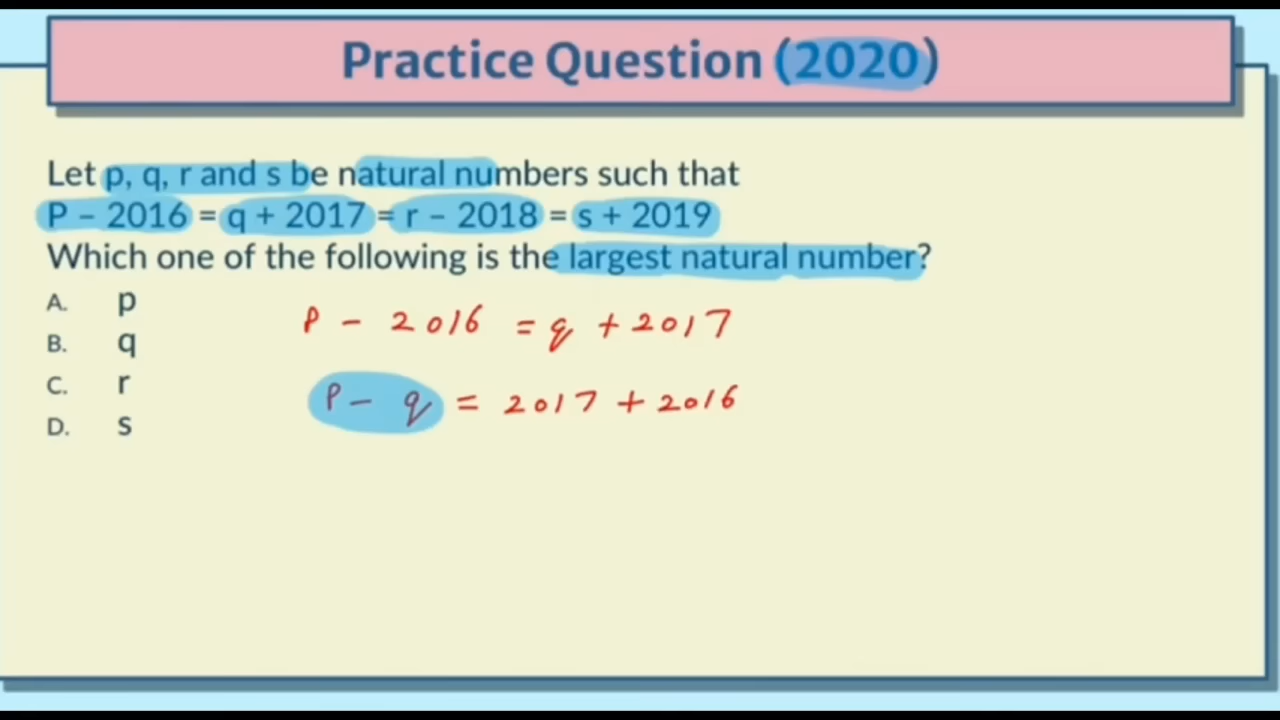 Practice Question (2020)
Let p, q, r and s be natural numbers such that
P – 2016 = q + 2017 = r – 2018 = s + 2019
Which one of the following is the largest natural number?
A. p
B. q
C. r
D. s
P - 2016 = q + 2017
P - q = 2017 + 2016